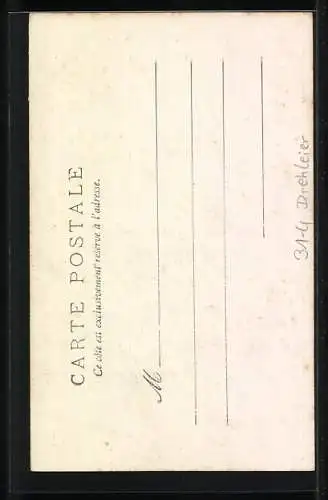 CARTE POSTALE
Ce côté est exclusivement réservé à l'adresse.
M
31-4 Drehleier